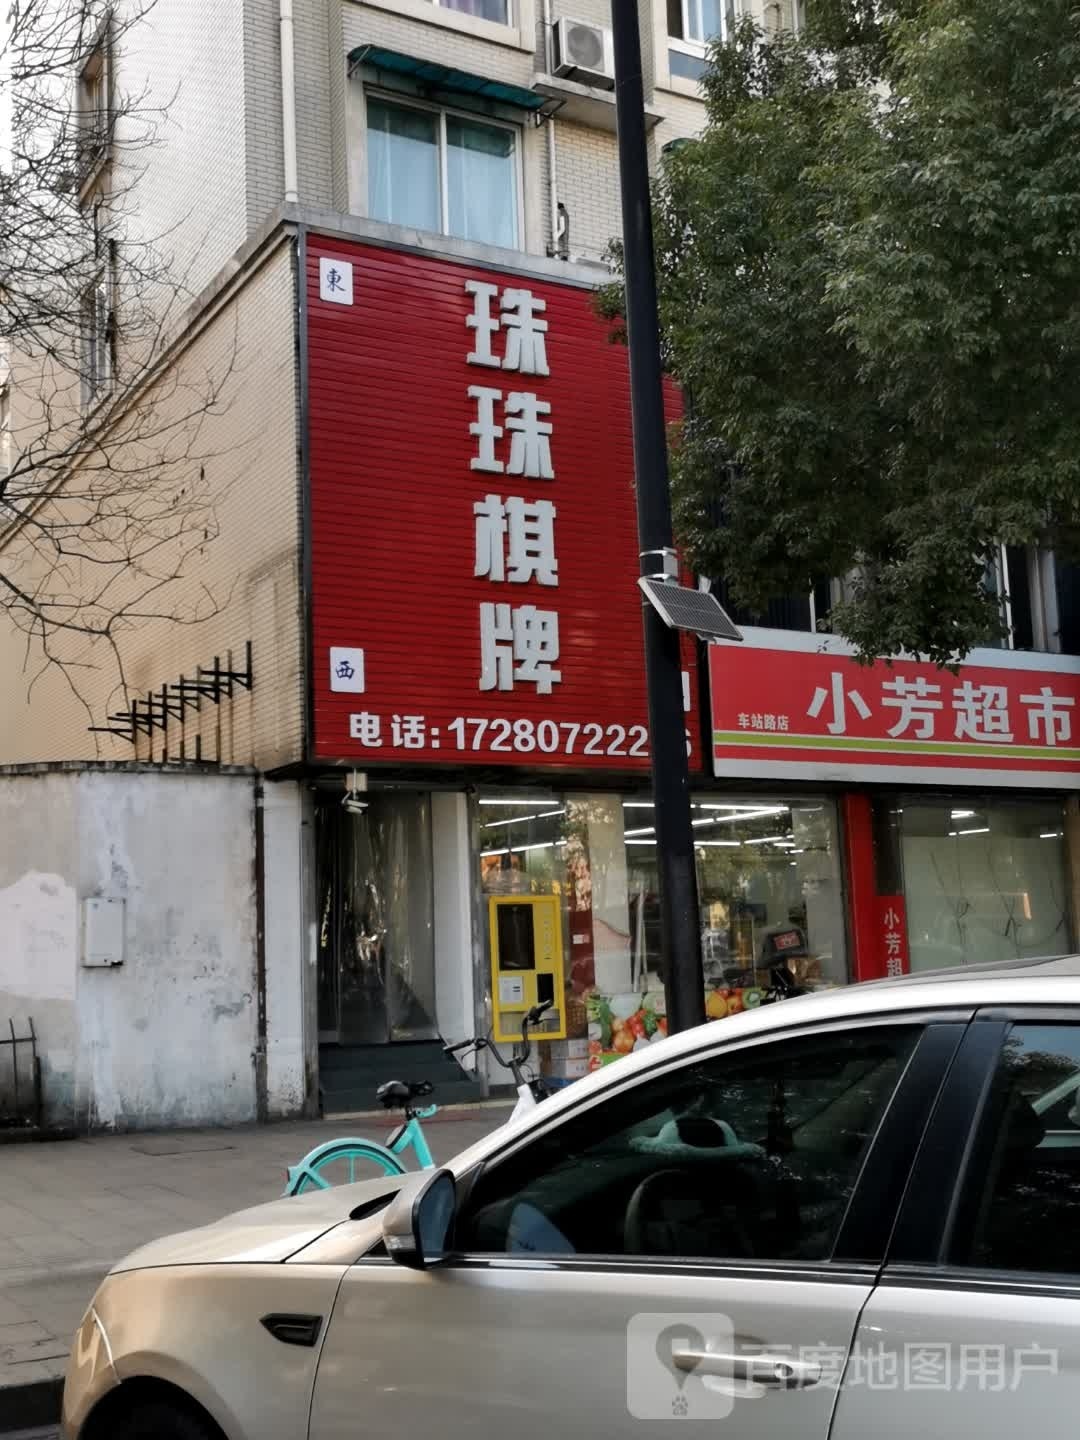 東
珠珠棋牌
西
电话:17280722
车站路店
小芳超市
小芳超
百度地图用户